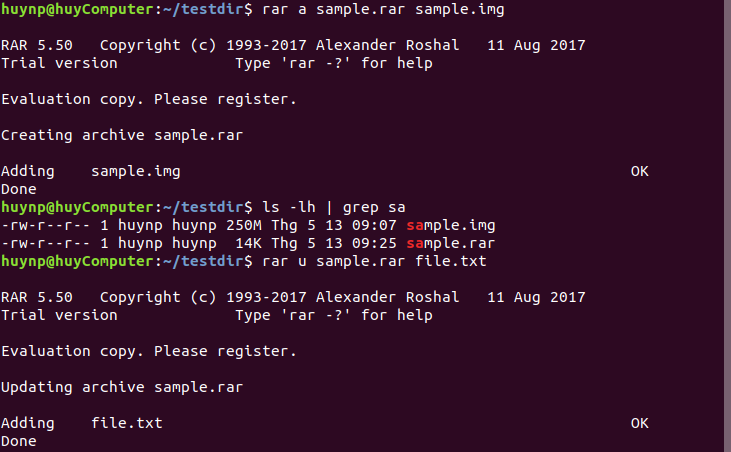 huynp@huyComputer:~/testdir$ rar a sample.rar sample.img
RAR 5.50   Copyright (c) 1993-2017 Alexander Roshal   11 Aug 2017
Trial version             Type 'rar -?' for help
Evaluation copy. Please register.
Creating archive sample.rar
Adding    sample.img                                                  OK
Done
huynp@huyComputer:~/testdir$ ls -lh | grep sa
-rw-r--r-- 1 huynp huynp 250M Thg 5 13 09:07 sample.img
-rw-r--r-- 1 huynp huynp  14K Thg 5 13 09:25 sample.rar
huynp@huyComputer:~/testdir$ rar u sample.rar file.txt
RAR 5.50   Copyright (c) 1993-2017 Alexander Roshal   11 Aug 2017
Trial version             Type 'rar -?' for help
Evaluation copy. Please register.
Updating archive sample.rar
Adding    file.txt                                                    OK
Done